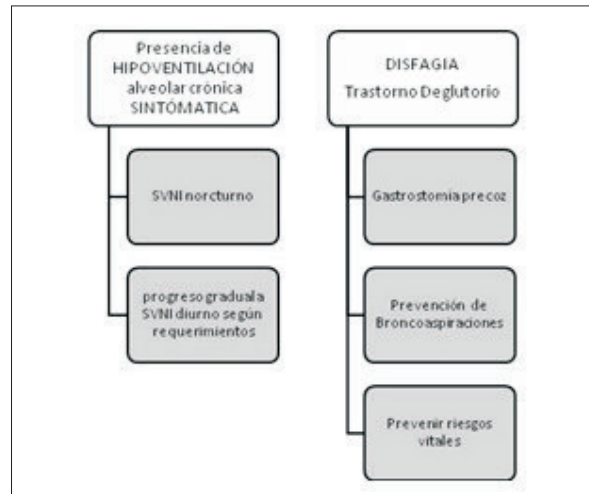 Presencia de
HIPOVENTILACIÓN
alveolar crónica
SINTÓMATICA
SVNI norcturno
progreso graduala
SVNI diurno según
requerimientos
DISFAGIA
Trastorno Deglutorio
Gastrostomía precoz
Prevención de
Broncoaspiraciones
Prevenir riesgos
vitales